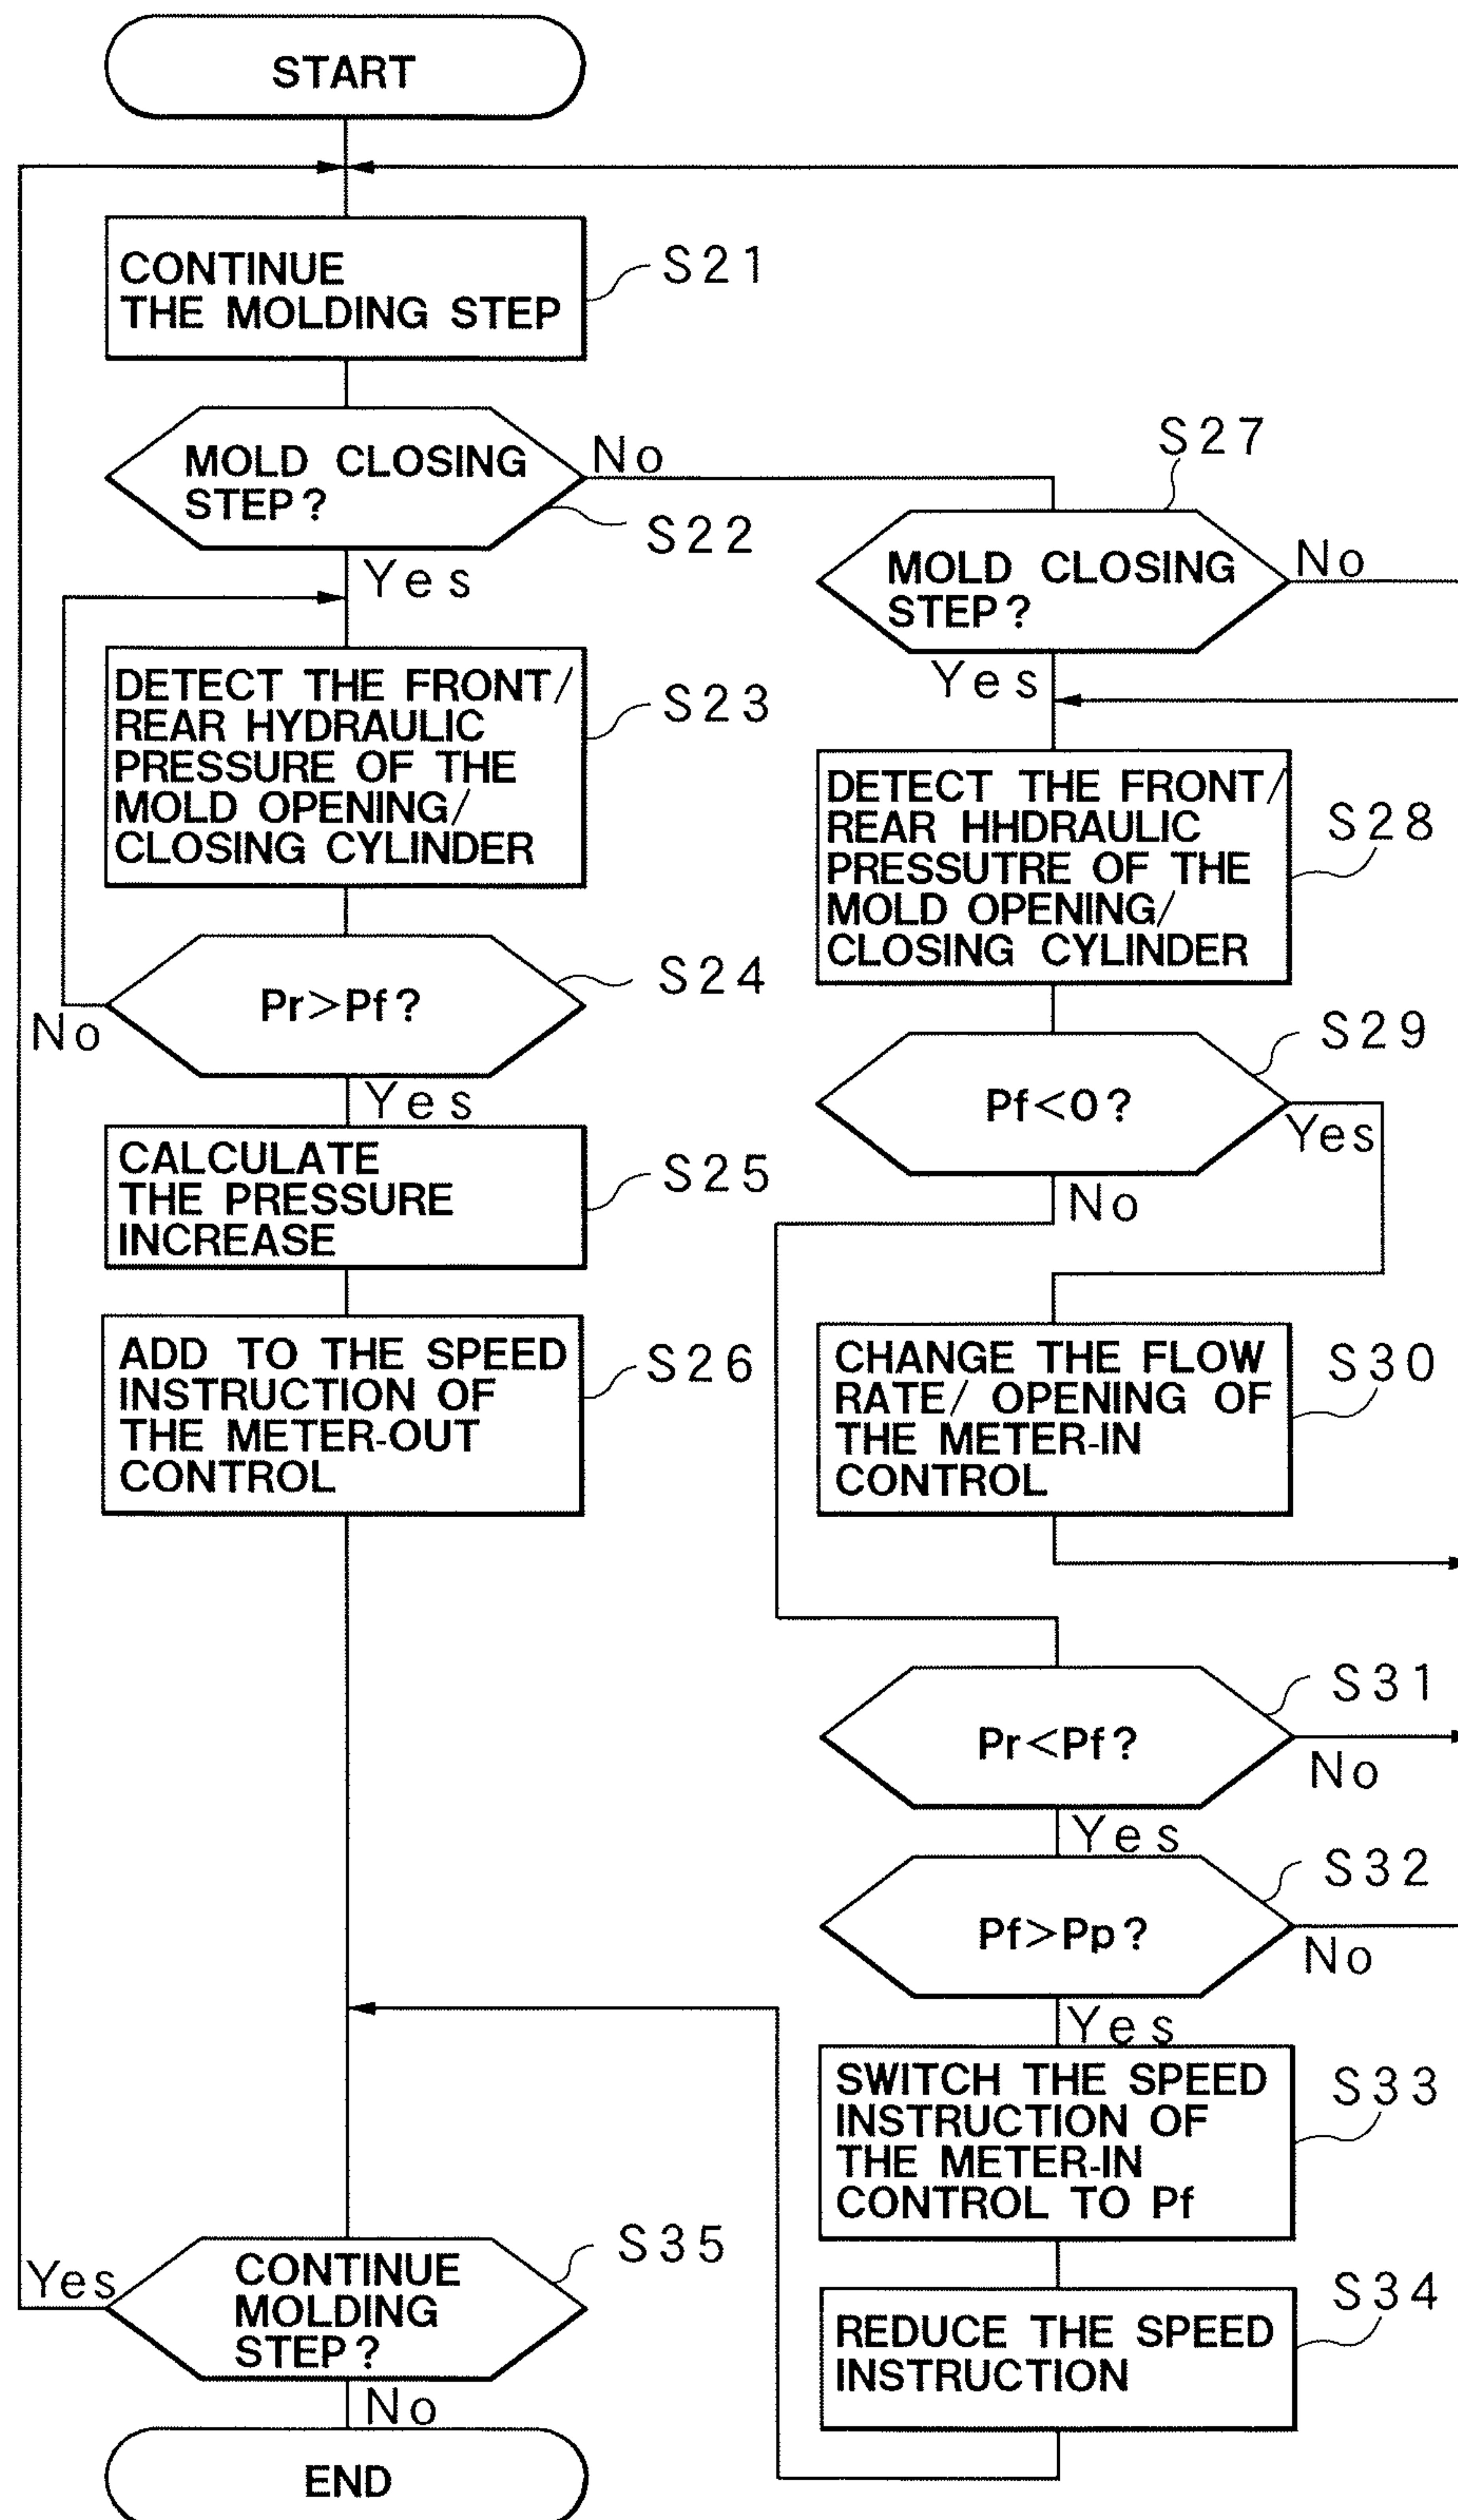 START
CONTINUE
THE MOLDING STEP
S21
MOLD CLOSING
STEP?
No
S22
Yes
DETECT THE FRONT/
REAR HYDRAULIC
PRESSURE OF THE
MOLD OPENING/
CLOSING CYLINDER
S23
Pr>Pf?
S24
No
Yes
CALCULATE
THE PRESSURE
INCREASE
S25
ADD TO THE SPEED
INSTRUCTION OF
THE METER-OUT
CONTROL
S26
S27
MOLD CLOSING
STEP?
No
Yes
DETECT THE FRONT/
REAR HHDRAULIC
PRESSUTRE OF THE
MOLD OPENING/
CLOSING CYLINDER
S28
S29
Pf<0?
Yes
No
CHANGE THE FLOW
RATE/ OPENING OF
THE METER-IN
CONTROL
S30
S31
Pr<Pf?
No
Yes
S32
Pf>Pp?
No
Yes
SWITCH THE SPEED
INSTRUCTION OF
THE METER-IN
CONTROL TO Pf
S33
REDUCE THE SPEED
INSTRUCTION
S34
S35
Yes
CONTINUE
MOLDING
STEP?
No
END